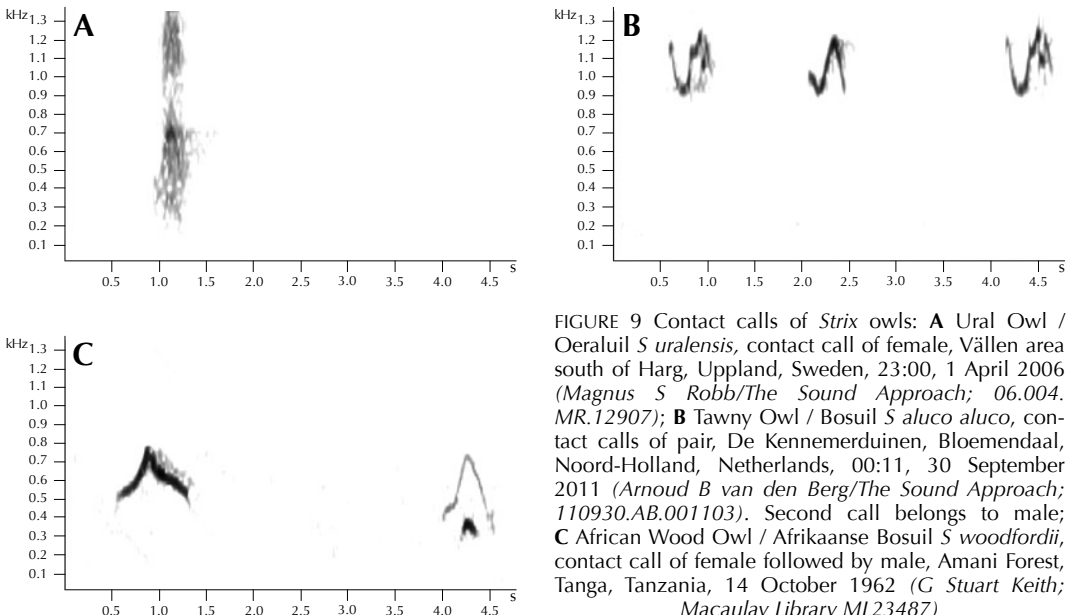 kHz
A
1.3
1.2
1.1
1.0
0.9
0.8
0.7
0.6
0.5
0.4
0.3
0.2
0.1
0.5 1.0 1.5 2.0 2.5 3.0 3.5 4.0 4.5 s
kHz
B
1.3
1.2
1.1
1.0
0.9
0.8
0.7
0.6
0.5
0.4
0.3
0.2
0.1
0.5 1.0 1.5 2.0 2.5 3.0 3.5 4.0 4.5 s
kHz
C
1.3
1.2
1.1
1.0
0.9
0.8
0.7
0.6
0.5
0.4
0.3
0.2
0.1
0.5 1.0 1.5 2.0 2.5 3.0 3.5 4.0 4.5 s
FIGURE 9 Contact calls of Strix owls: A Ural Owl /
Oeraluil S uralensis, contact call of female, Vällen area
south of Harg, Uppland, Sweden, 23:00, 1 April 2006
(Magnus S Robb/The Sound Approach; 06.004.
MR.12907); B Tawny Owl / Bosuil S aluco aluco, con-
tact calls of pair, De Kennemerduinen, Bloemendaal,
Noord-Holland, Netherlands, 00:11, 30 September
2011 (Arnoud B van den Berg/The Sound Approach;
110930.AB.001103). Second call belongs to male;
C African Wood Owl / Afrikaanse Bosuil S woodfordii,
contact call of female followed by male, Amani Forest,
Tanga, Tanzania, 14 October 1962 (G Stuart Keith;
Macaulay Library ML23487)